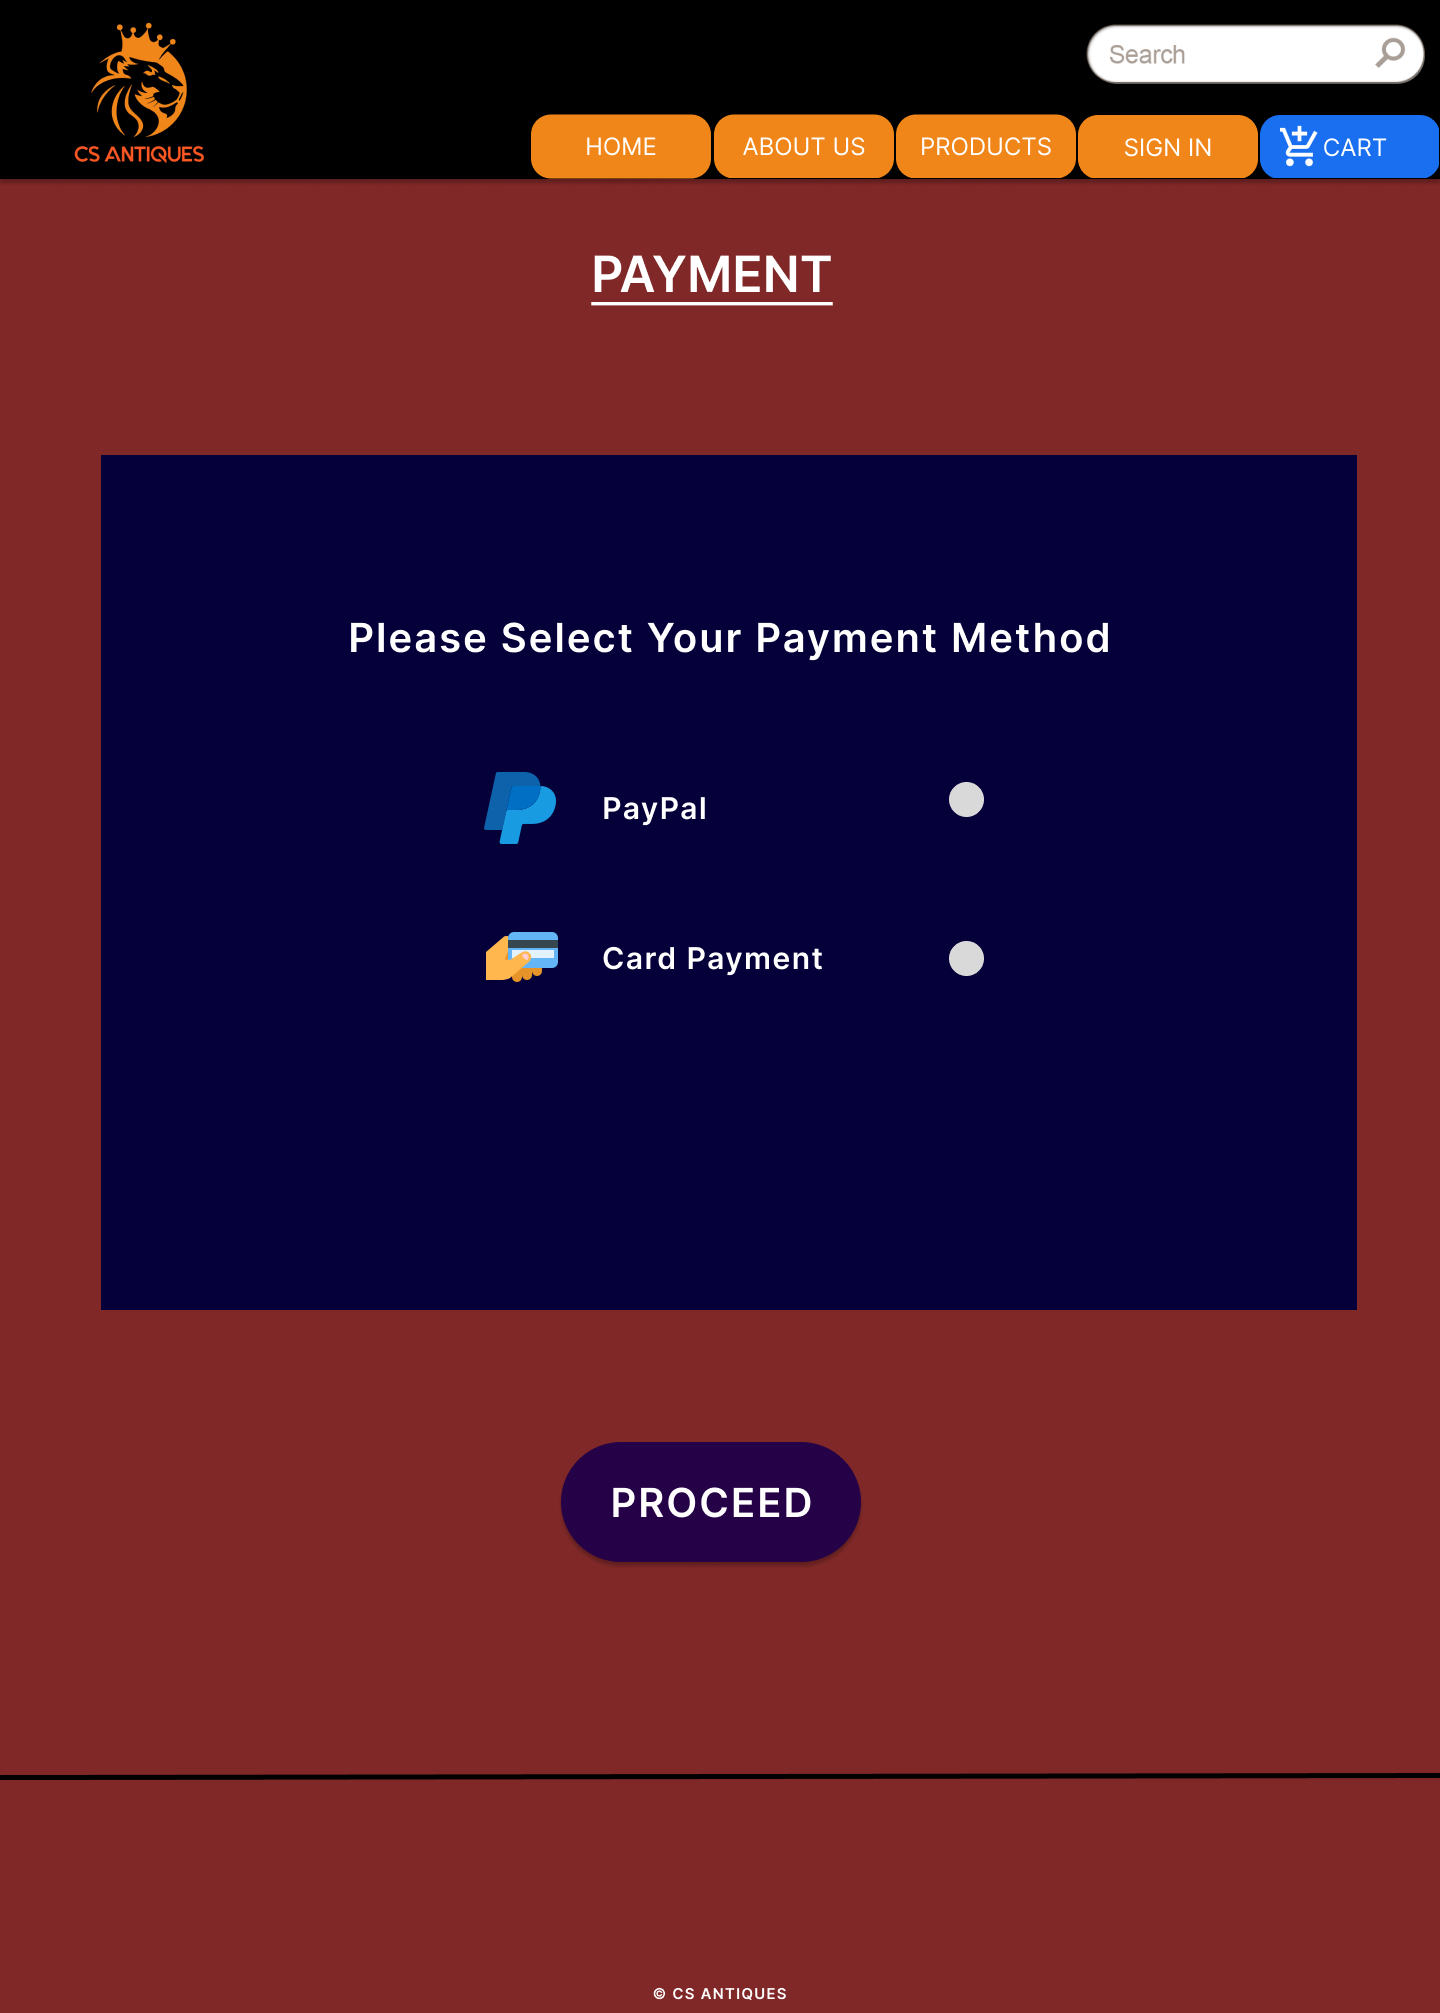 CS ANTIQUES
Search
HOME
ABOUT US
PRODUCTS
SIGN IN
CART
PAYMENT
Please Select Your Payment Method
PayPal
Card Payment
PROCEED
© CS ANTIQUES